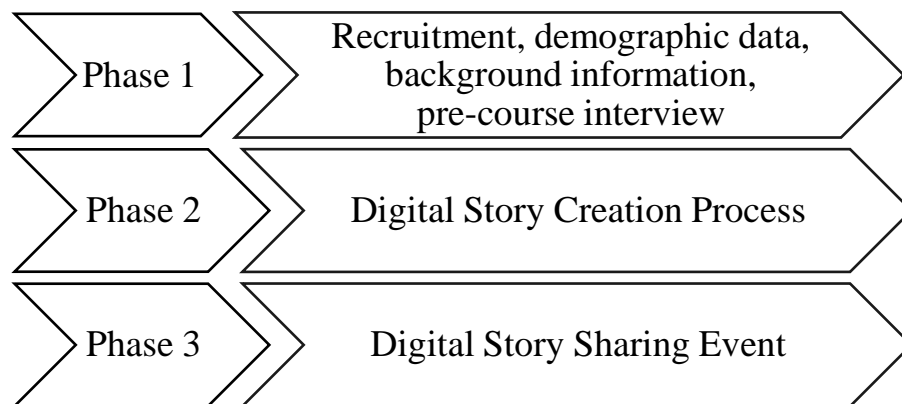 Phase 1
Recruitment, demographic data,
background information,
pre-course interview
Phase 2
Digital Story Creation Process
Phase 3
Digital Story Sharing Event